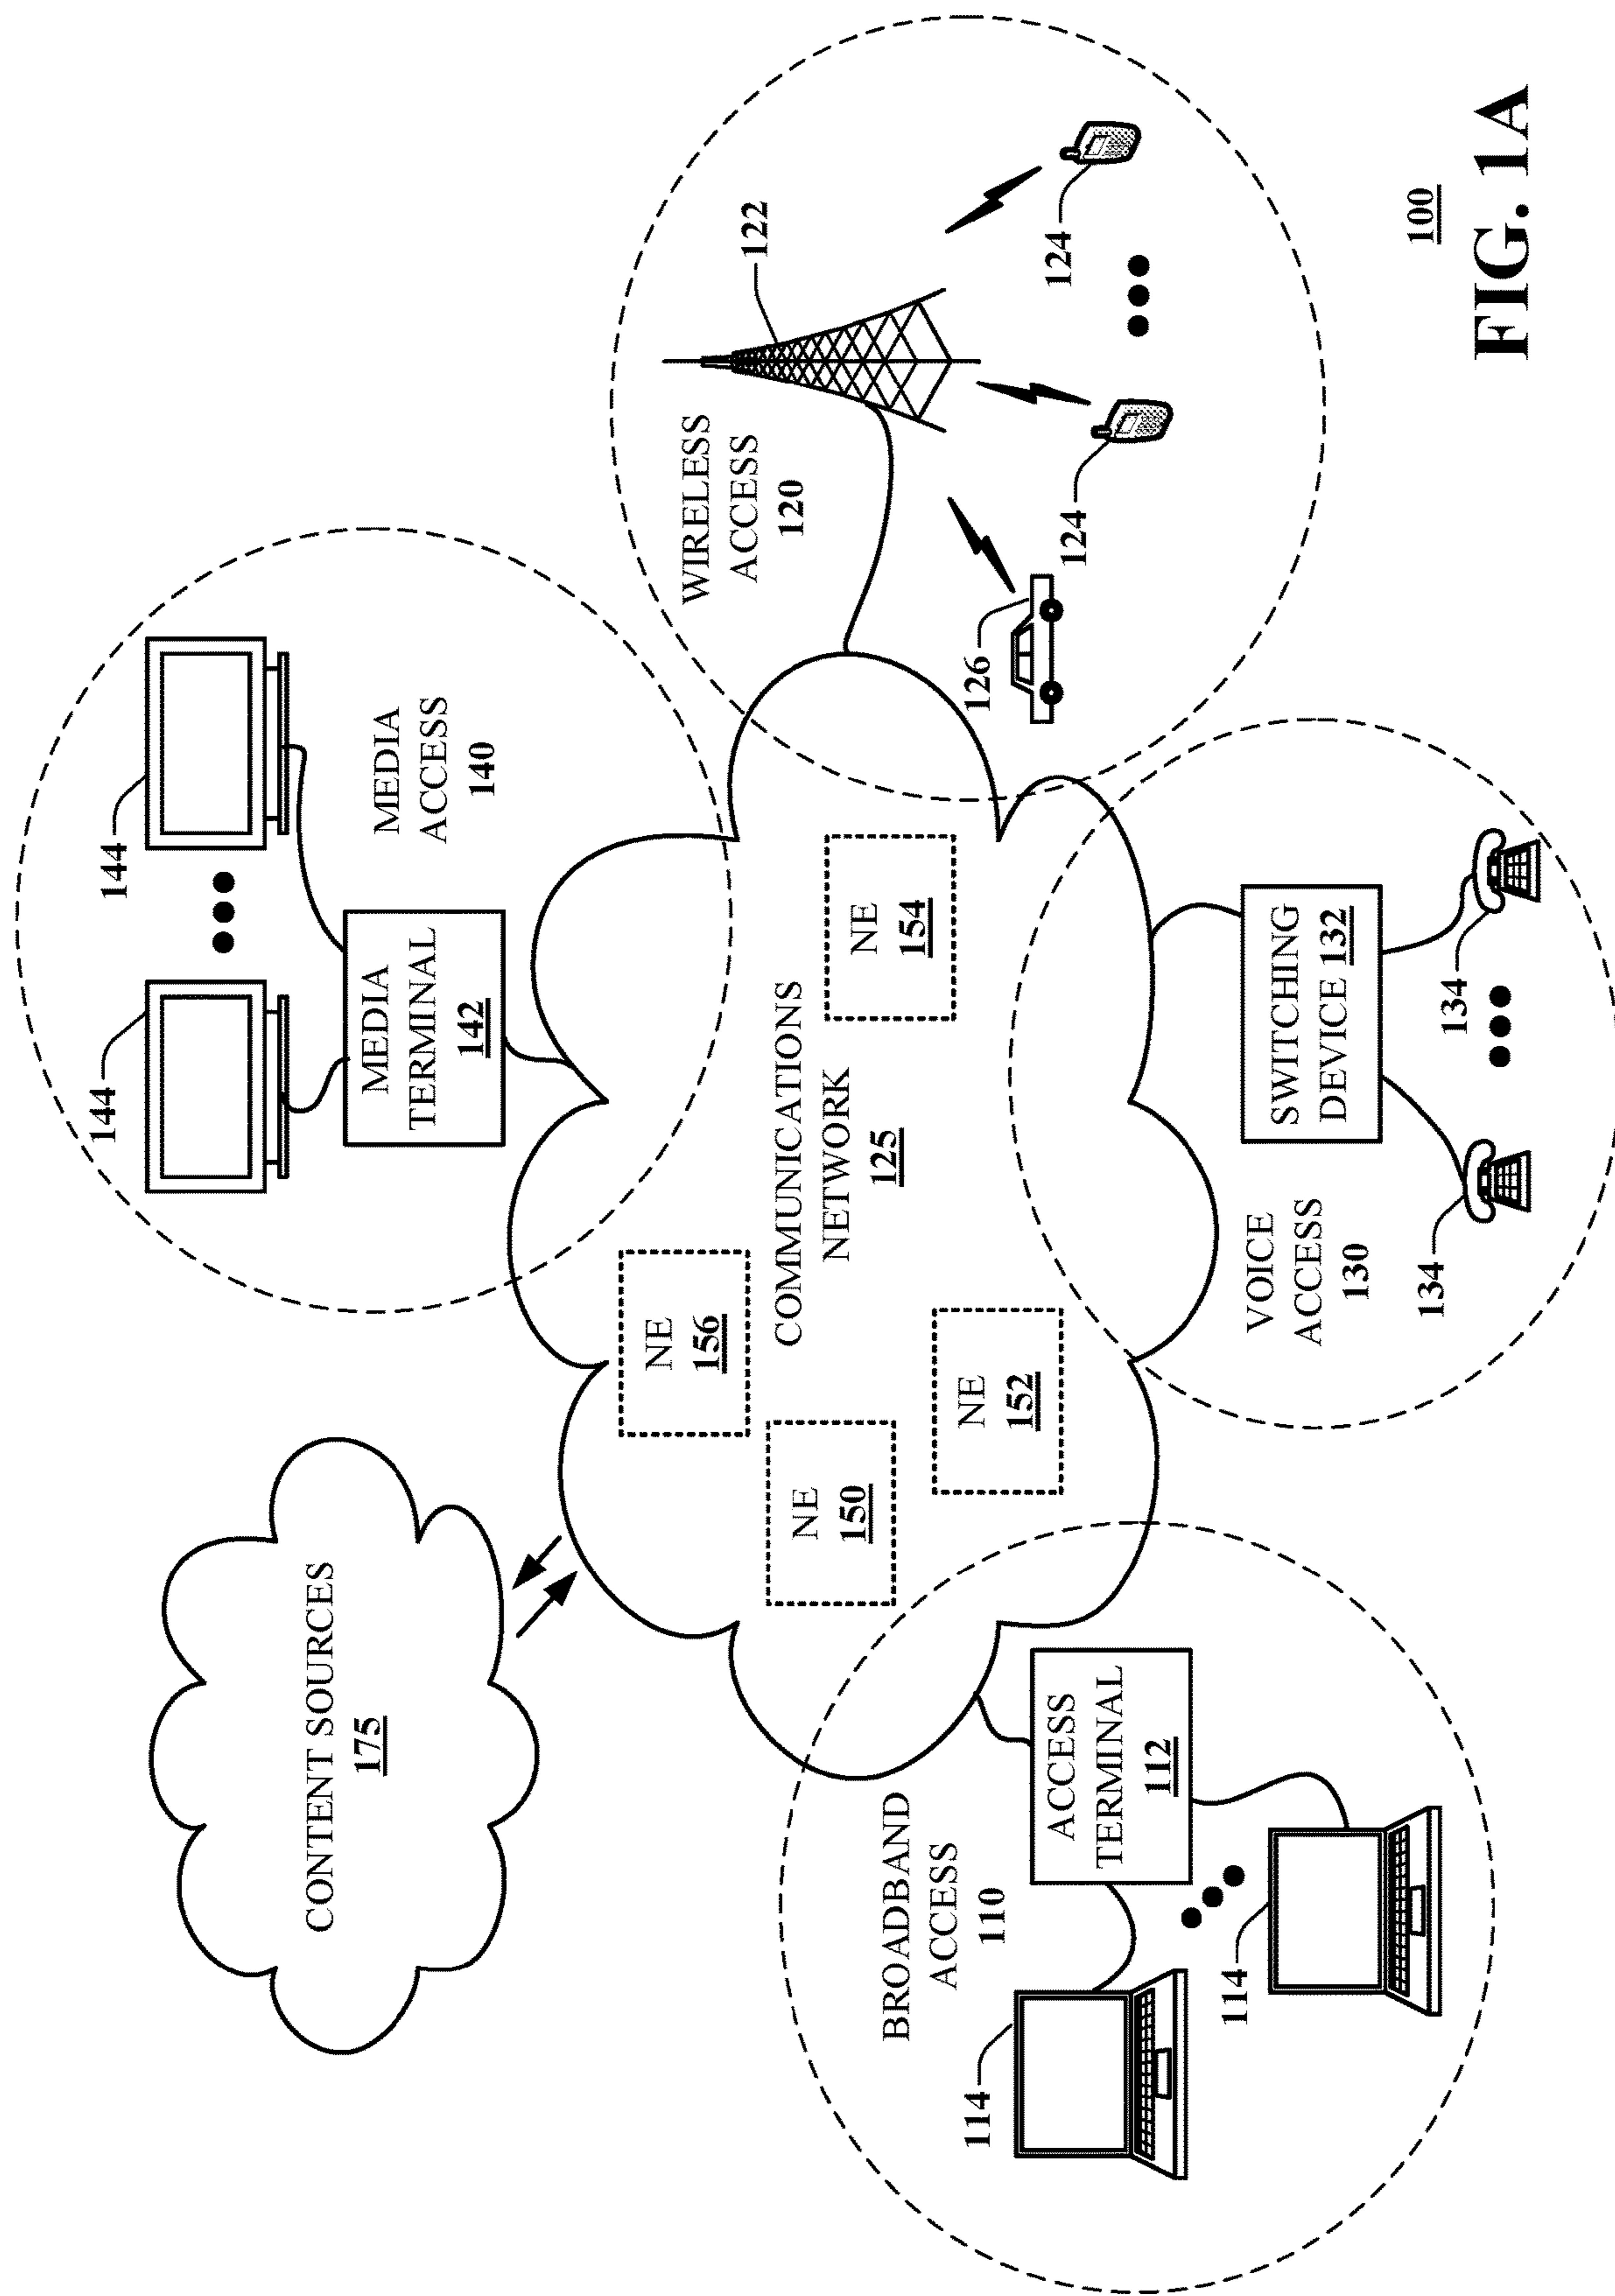 CONTENT SOURCES
175
144
144
MEDIA
TERMINAL
142
MEDIA
ACCESS
140
NE
156
NE
150
NE
152
NE
154
COMMUNICATIONS
NETWORK
125
WIRELESS
ACCESS
120
122
126
124
124
BROADBAND
ACCESS
110
ACCESS
TERMINAL
112
114
114
VOICE
ACCESS
130
SWITCHING
DEVICE 132
134
134
100
FIG. 1A